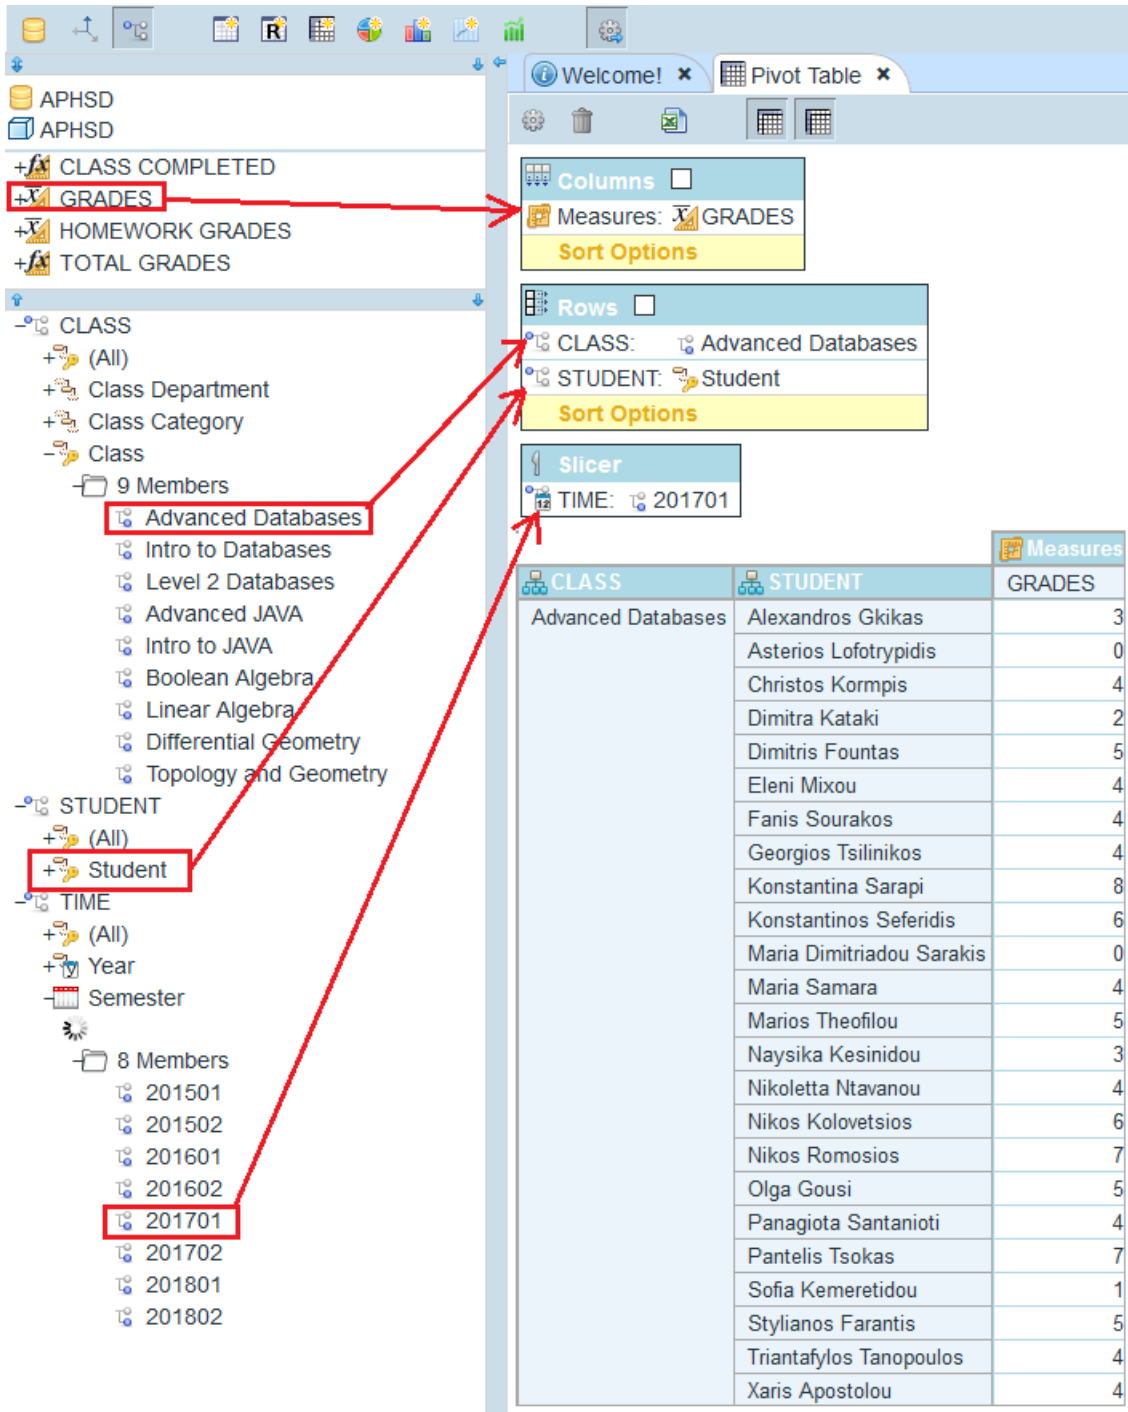 Welcome!
Pivot Table
APHSD
APHSD
CLASS COMPLETED
GRADES
HOMEWORK GRADES
TOTAL GRADES
CLASS
(All)
Class Department
Class Category
Class
9 Members
Advanced Databases
Intro to Databases
Level 2 Databases
Advanced JAVA
Intro to JAVA
Boolean Algebra
Linear Algebra
Differential Geometry
Topology and Geometry
STUDENT
(All)
Student
TIME
(All)
Year
Semester
8 Members
201501
201502
201601
201602
201701
201702
201801
201802
Columns
Measures: GRADES
Sort Options
Rows
CLASS: Advanced Databases
STUDENT: Student
Sort Options
Slicer
TIME: 201701
Measures
CLASS STUDENT GRADES
Advanced Databases Alexandros Gkikas 3
Asterios Lofotrypidis 0
Christos Kormpis 4
Dimitra Kataki 2
Dimitris Fountas 5
Eleni Mixou 4
Fanis Sourakos 4
Georgios Tsilinikos 4
Konstantina Sarapi 8
Konstantinos Seferidis 6
Maria Dimitriadou Sarakis 0
Maria Samara 4
Marios Theofilou 5
Naysika Kesinidou 3
Nikoletta Ntavanou 4
Nikos Kolovetsios 6
Nikos Romosios 7
Olga Gousi 5
Panagiota Santanioti 4
Pantelis Tsokas 7
Sofia Kemeretidou 1
Stylianos Farantis 5
Triantafylos Tanopoulos 4
Xaris Apostolou 4